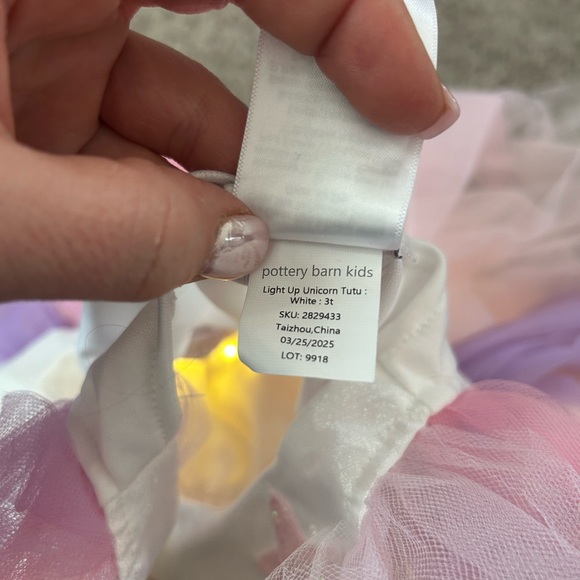 pottery barn kids
Light Up Unicorn Tutu :
White : 3t
SKU: 2829433
Taizhou,China
03/25/2025
LOT: 9918